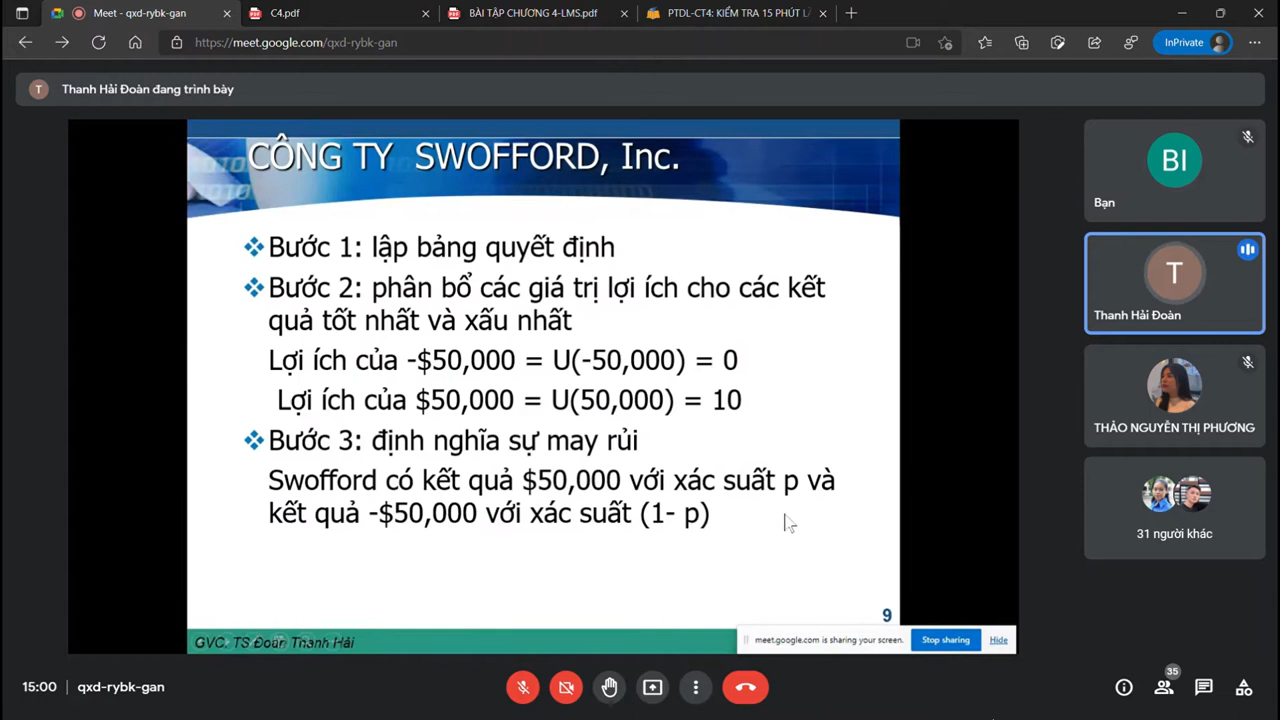 Meet - qxd-rybk-gan
C4.pdf
BÀI TẬP CHƯƠNG 4-LMS.pdf
PTDL-CT4: KIỂM TRA 15 PHÚT L
https://meet.google.com/qxd-rybk-gan
InPrivate
T
Thanh Hải Đoàn đang trình bày
CÔNG TY SWOFFORD, Inc.
Bước 1: lập bảng quyết định
Bước 2: phân bổ các giá trị lợi ích cho các kết
quả tốt nhất và xấu nhất
Lợi ích của -$50,000 = U(-50,000) = 0
Lợi ích của $50,000 = U(50,000) = 10
Bước 3: định nghĩa sự may rủi
Swofford có kết quả $50,000 với xác suất p và
kết quả -$50,000 với xác suất (1- p)
9
GVC. TS Đoàn Thanh Hải
meet.google.com is sharing your screen.
Stop sharing
Hide
BI
Bạn
T
Thanh Hải Đoàn
THẢO NGUYÊN THỊ PHƯƠNG
31 người khác
15:00
qxd-rybk-gan
35